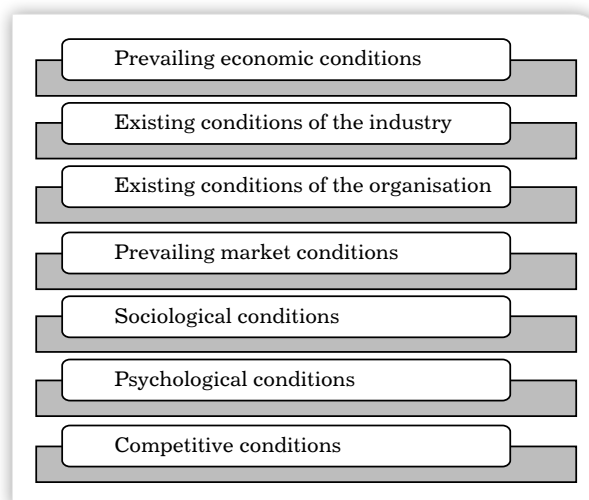 Prevailing economic conditions
Existing conditions of the industry
Existing conditions of the organisation
Prevailing market conditions
Sociological conditions
Psychological conditions
Competitive conditions